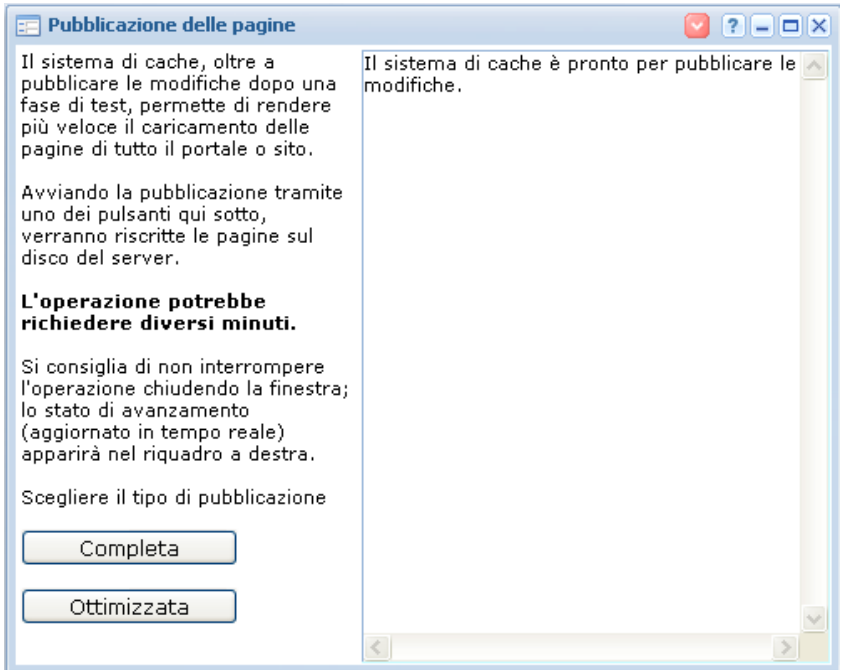 Pubblicazione delle pagine
?
Il sistema di cache, oltre a
pubblicare le modifiche dopo una
fase di test, permette di rendere
più veloce il caricamento delle
pagine di tutto il portale o sito.
Avviando la pubblicazione tramite
uno dei pulsanti qui sotto,
verranno riscritte le pagine sul
disco del server.
L'operazione potrebbe
richiedere diversi minuti.
Si consiglia di non interrompere
l'operazione chiudendo la finestra;
lo stato di avanzamento
(aggiornato in tempo reale)
apparirà nel riquadro a destra.
Scegliere il tipo di pubblicazione
Completa
Ottimizzata
Il sistema di cache è pronto per pubblicare le
modifiche.